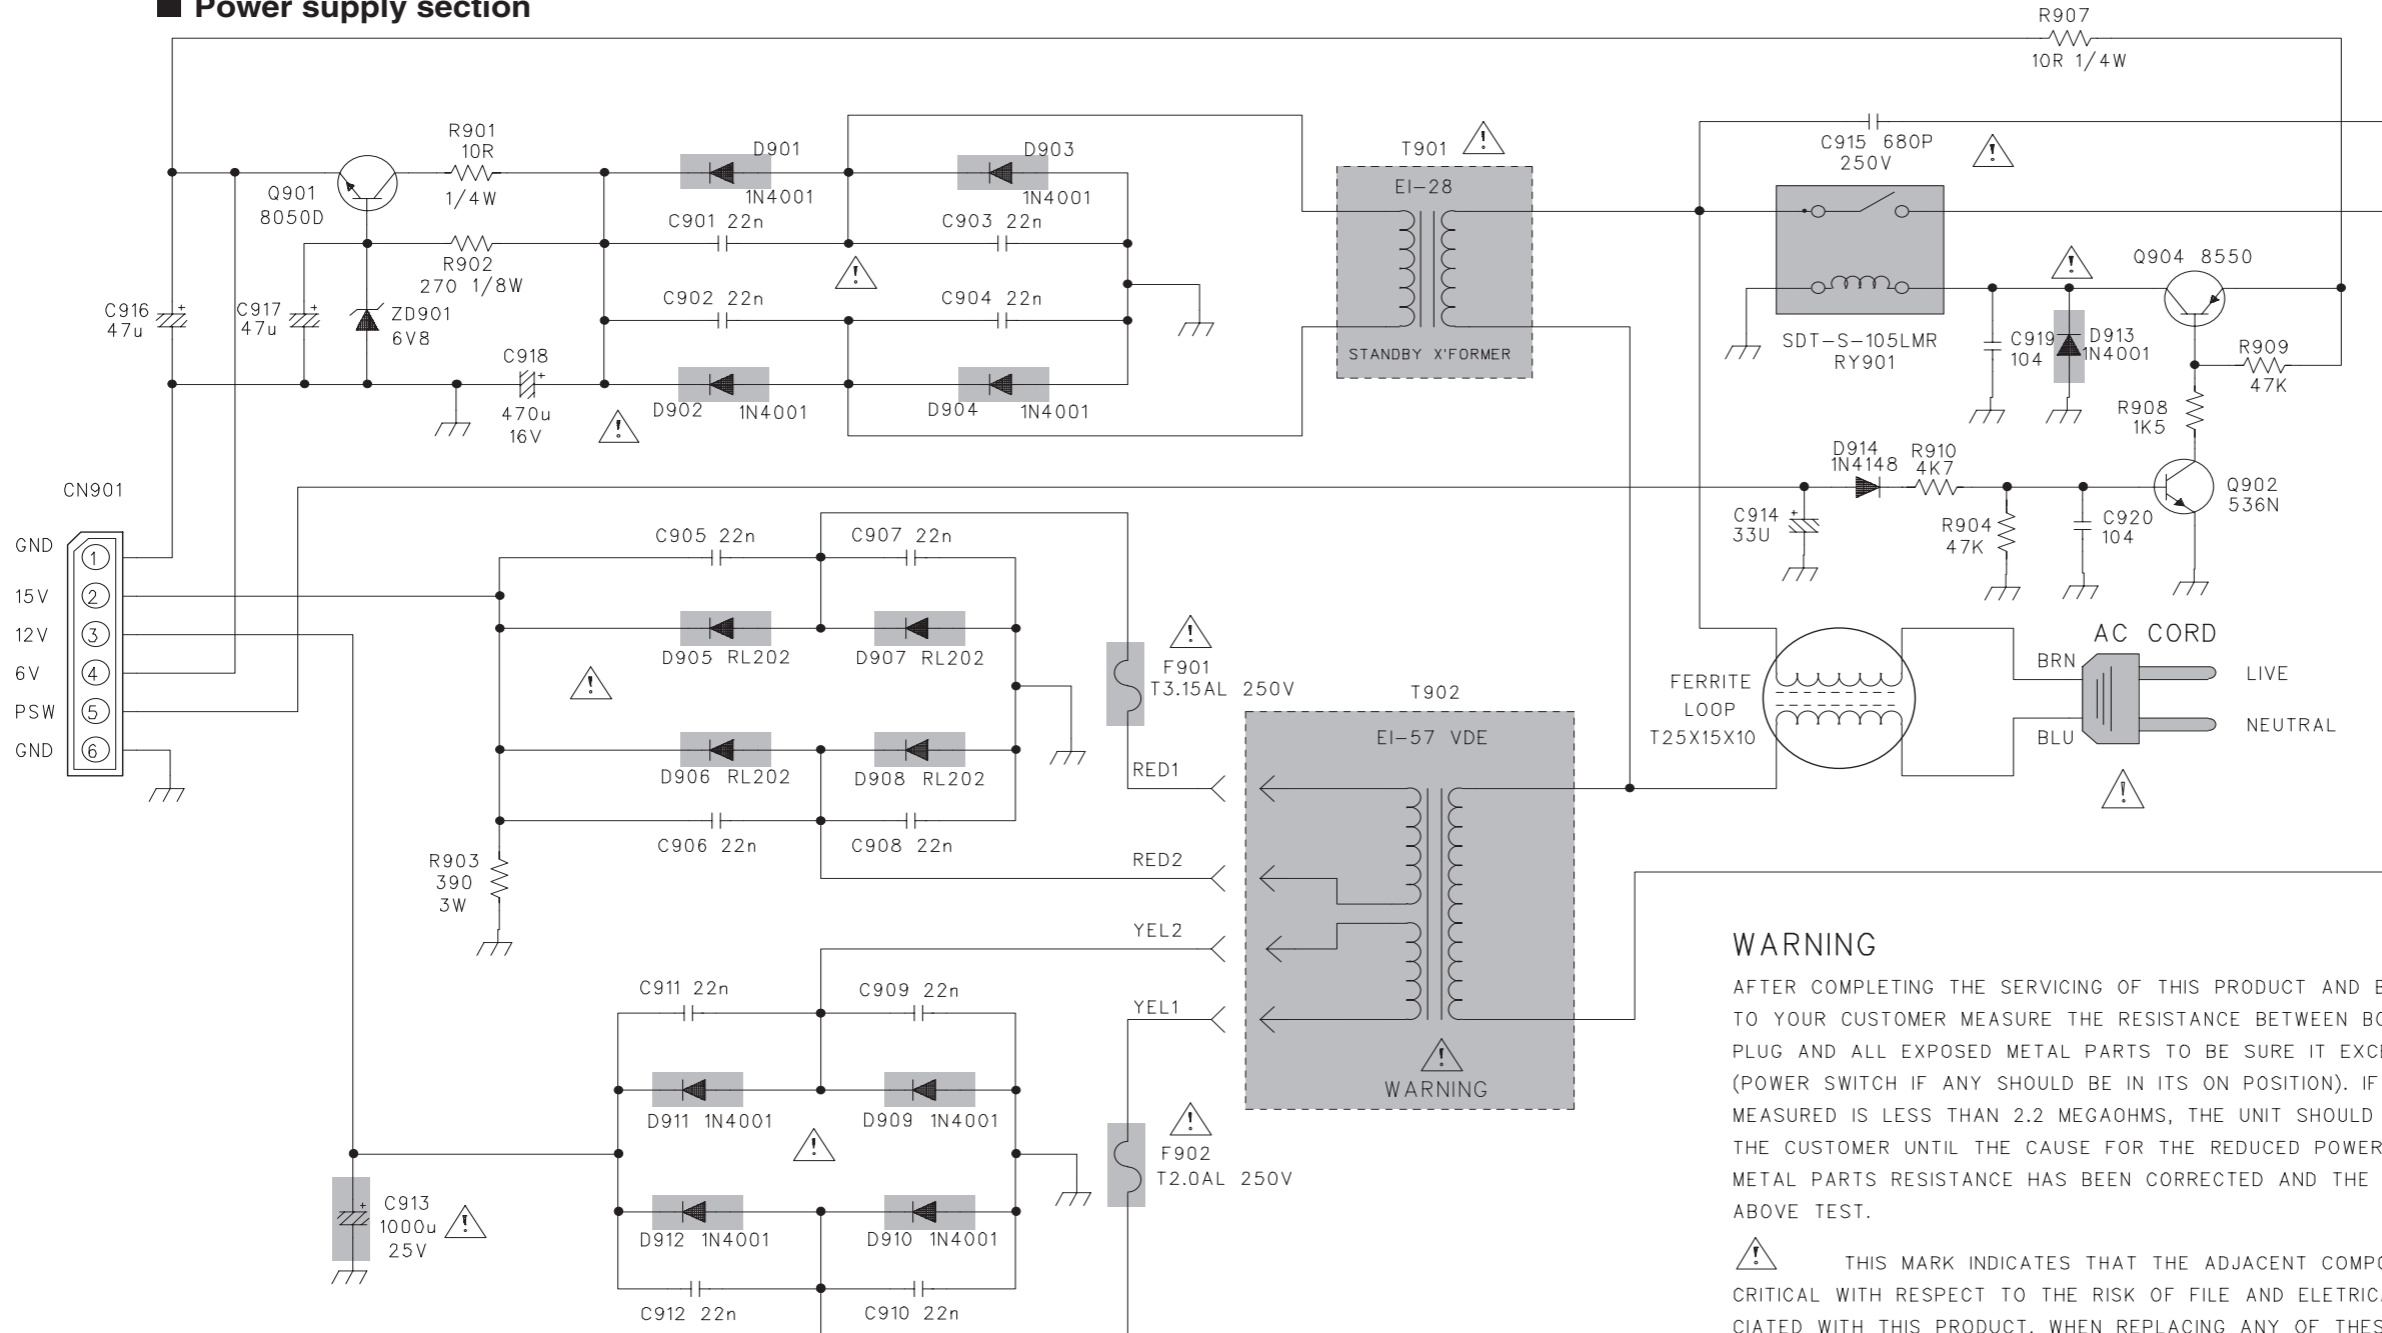 Power supply section
R907
10R 1/4W
R901
10R
1/4W
Q901
8050D
D901
1N4001
D903
1N4001
C901 22n
C903 22n
R902
270 1/8W
C902 22n
C904 22n
C916
47u
C917
47u
ZD901
6V8
C918
470u
16V
D902 1N4001
D904 1N4001
T901
EI-28
STANDBY X'FORMER
C915 680P
250V
SDT-S-105LMR
RY901
Q904 8550
C919
104
D913
1N4001
R909
47K
R908
1K5
D914
1N4148
R910
4K7
Q902
536N
C914
33U
R904
47K
C920
104
CN901
GND 1
15V 2
12V 3
6V 4
PSW 5
GND 6
C905 22n
C907 22n
D905 RL202
D907 RL202
D906 RL202
D908 RL202
C906 22n
C908 22n
R903
390
3W
F901
T3.15AL 250V
T902
EI-57 VDE
RED1
RED2
YEL2
YEL1
WARNING
F902
T2.0AL 250V
FERRITE
LOOP
T25X15X10
AC CORD
BRN
BLU
LIVE
NEUTRAL
C911 22n
C909 22n
D911 1N4001
D909 1N4001
D912 1N4001
D910 1N4001
C912 22n
C910 22n
C913
1000u
25V
WARNING
AFTER COMPLETING THE SERVICING OF THIS PRODUCT AND
TO YOUR CUSTOMER MEASURE THE RESISTANCE BETWEEN
PLUG AND ALL EXPOSED METAL PARTS TO BE SURE IT
(POWER SWITCH IF ANY SHOULD BE IN ITS ON POSITION). IF
MEASURED IS LESS THAN 2.2 MEGAOHMS, THE UNIT SHOULD
THE CUSTOMER UNTIL THE CAUSE FOR THE REDUCED POWER
METAL PARTS RESISTANCE HAS BEEN CORRECTED AND THE
ABOVE TEST.
THIS MARK INDICATES THAT THE ADJACENT
CRITICAL WITH RESPECT TO THE RISK OF FILE AND
CIATED WITH THIS PRODUCT. WHEN REPLACING ANY OF